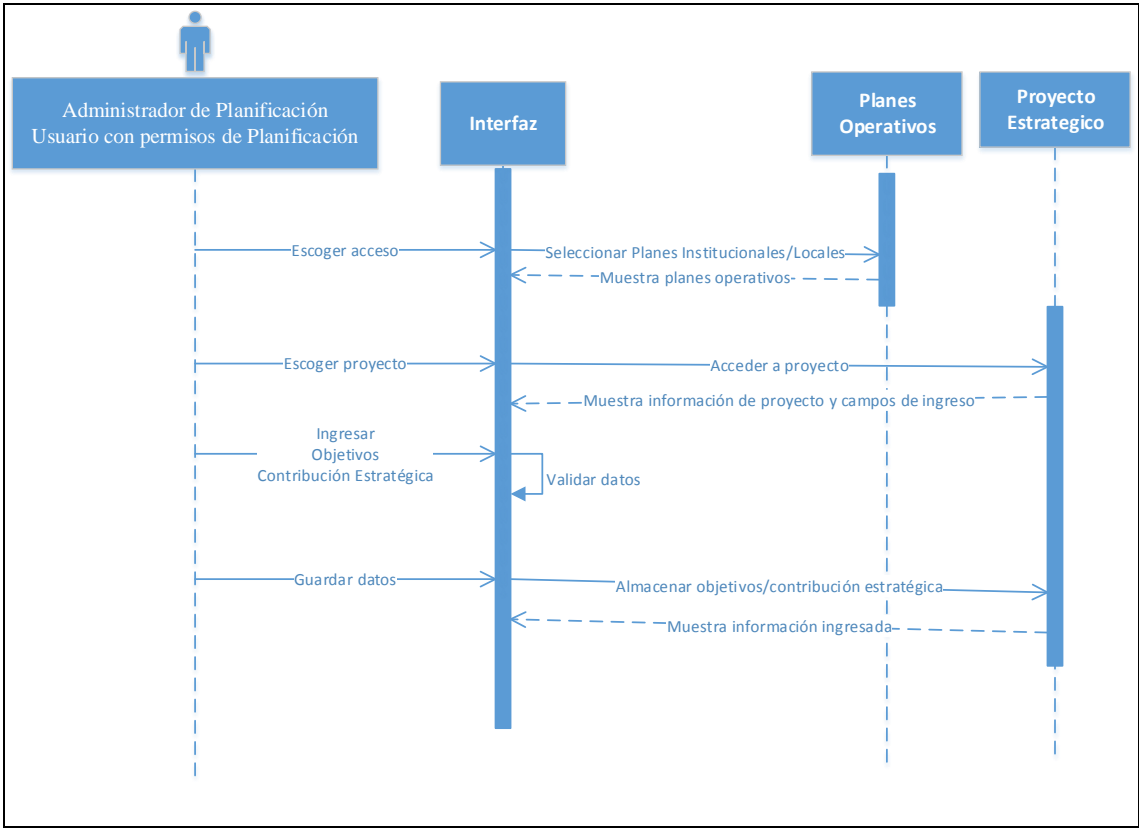 Administrador de Planificación
Usuario con permisos de Planificación
Interfaz
Planes
Operativos
Proyecto
Estrategico
Escoger acceso
Seleccionar Planes Institucionales/Locales
Muestra planes operativos
Escoger proyecto
Acceder a proyecto
Muestra información de proyecto y campos de ingreso
Ingresar
Objetivos
Contribución Estratégica
Validar datos
Guardar datos
Almacenar objetivos/contribución estratégica
Muestra información ingresada